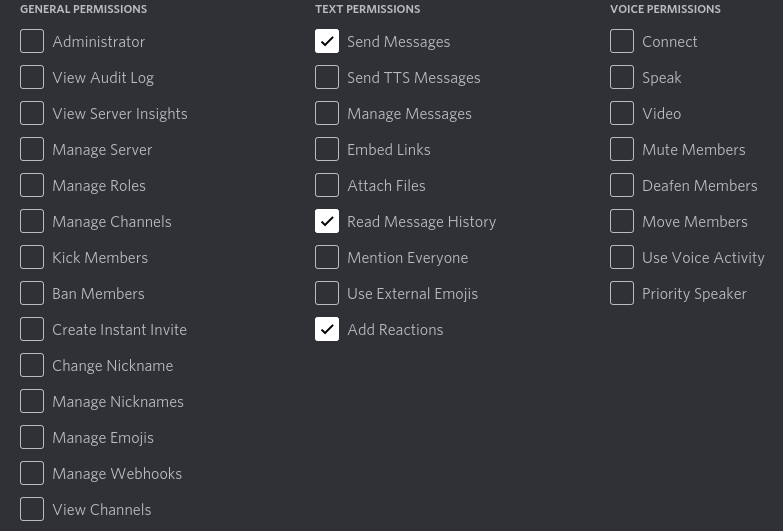 GENERAL PERMISSIONS
Administrator
View Audit Log
View Server Insights
Manage Server
Manage Roles
Manage Channels
Kick Members
Ban Members
Create Instant Invite
Change Nickname
Manage Nicknames
Manage Emojis
Manage Webhooks
View Channels
TEXT PERMISSIONS
Send Messages
Send TTS Messages
Manage Messages
Embed Links
Attach Files
Read Message History
Mention Everyone
Use External Emojis
Add Reactions
VOICE PERMISSIONS
Connect
Speak
Video
Mute Members
Deafen Members
Move Members
Use Voice Activity
Priority Speaker